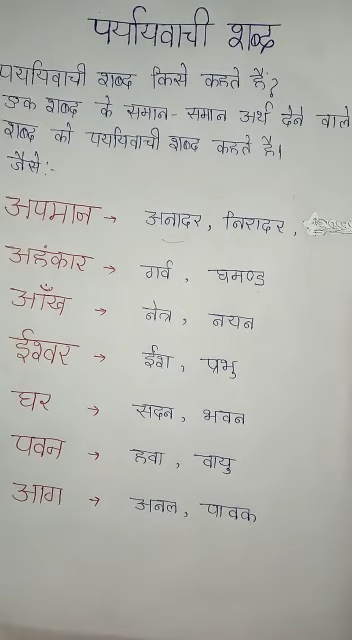 पर्यायवाची शब्द
पर्यायवाची शब्द किसे कहते हैं?
एक शब्द के समान-समान अर्थ देने वाले
शब्द को पर्यायवाची शब्द कहते है।
जैसे:-
अपमान → अनादर, निरादर,
अहंकार → गर्व, घमण्ड
आँख → नेत्र, नयन
ईश्वर → ईश, प्रभु
घर → सदन, भवन
पवन → हवा, वायु
आग → अनल, पावक